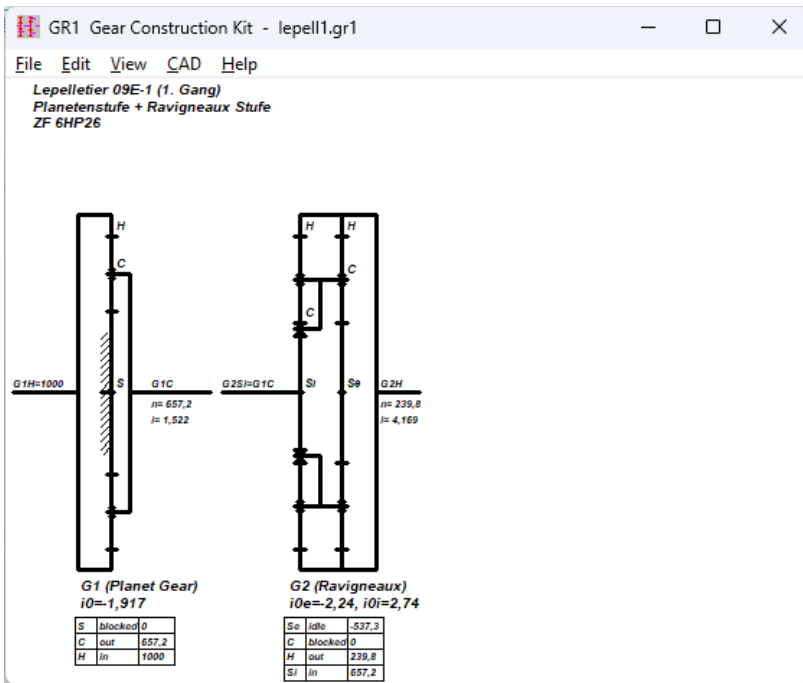 GR1 Gear Construction Kit - lepell1.gr1
File Edit View CAD Help
Lepelletier 09E-1 (1. Gang)
Planetenstufe + Ravigneaux Stufe
ZF 6HP26
H
C
S
G1H=1000
G1C
n= 657,2
i= 1,522
H
H
C
C
G2Si=G1C
Si
Se
G2H
n= 239,8
i= 4,169
G1 (Planet Gear)
i0=-1,917
S blocked 0
C out 657,2
H in 1000
G2 (Ravigneaux)
i0e=-2,24, i0i=2,74
Se idle -537,3
C blocked 0
H out 239,8
Si in 657,2